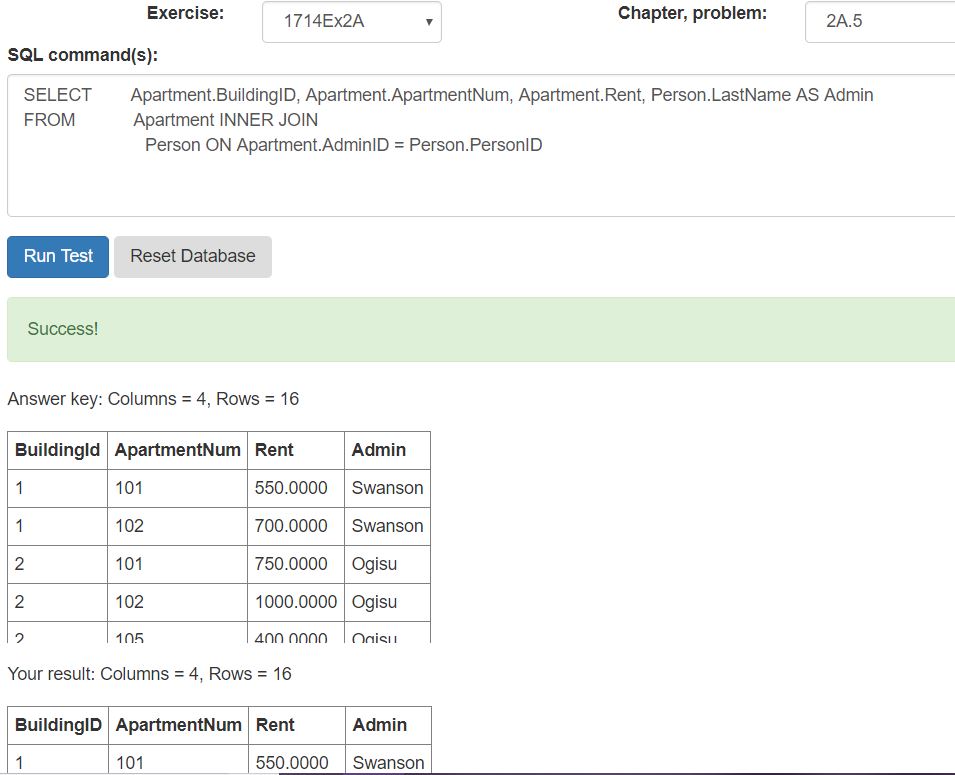 Exercise: 1714Ex2A Chapter, problem: 2A.5
SQL command(s):
SELECT Apartment.BuildingID, Apartment.ApartmentNum, Apartment.Rent, Person.LastName AS Admin
FROM Apartment INNER JOIN
Person ON Apartment.AdminID = Person.PersonID
Run Test Reset Database
Success!
Answer key: Columns = 4, Rows = 16
BuildingId ApartmentNum Rent Admin
1 101 550.0000 Swanson
1 102 700.0000 Swanson
2 101 750.0000 Ogisu
2 102 1000.0000 Ogisu
2 105 400.0000 Ogisu
Your result: Columns = 4, Rows = 16
BuildingID ApartmentNum Rent Admin
1 101 550.0000 Swanson